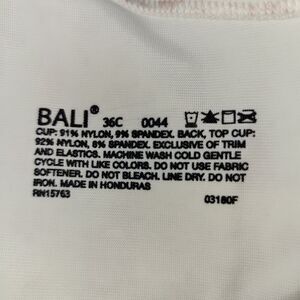 BALI® 36C 0044
CUP: 91% NYLON, 9% SPANDEX. BACK, TOP CUP:
92% NYLON, 8% SPANDEX. EXCLUSIVE OF TRIM
AND ELASTICS. MACHINE WASH COLD GENTLE
CYCLE WITH LIKE COLORS. DO NOT USE FABRIC
SOFTENER. DO NOT BLEACH. LINE DRY. DO NOT
IRON. MADE IN HONDURAS
RN15763 03180F